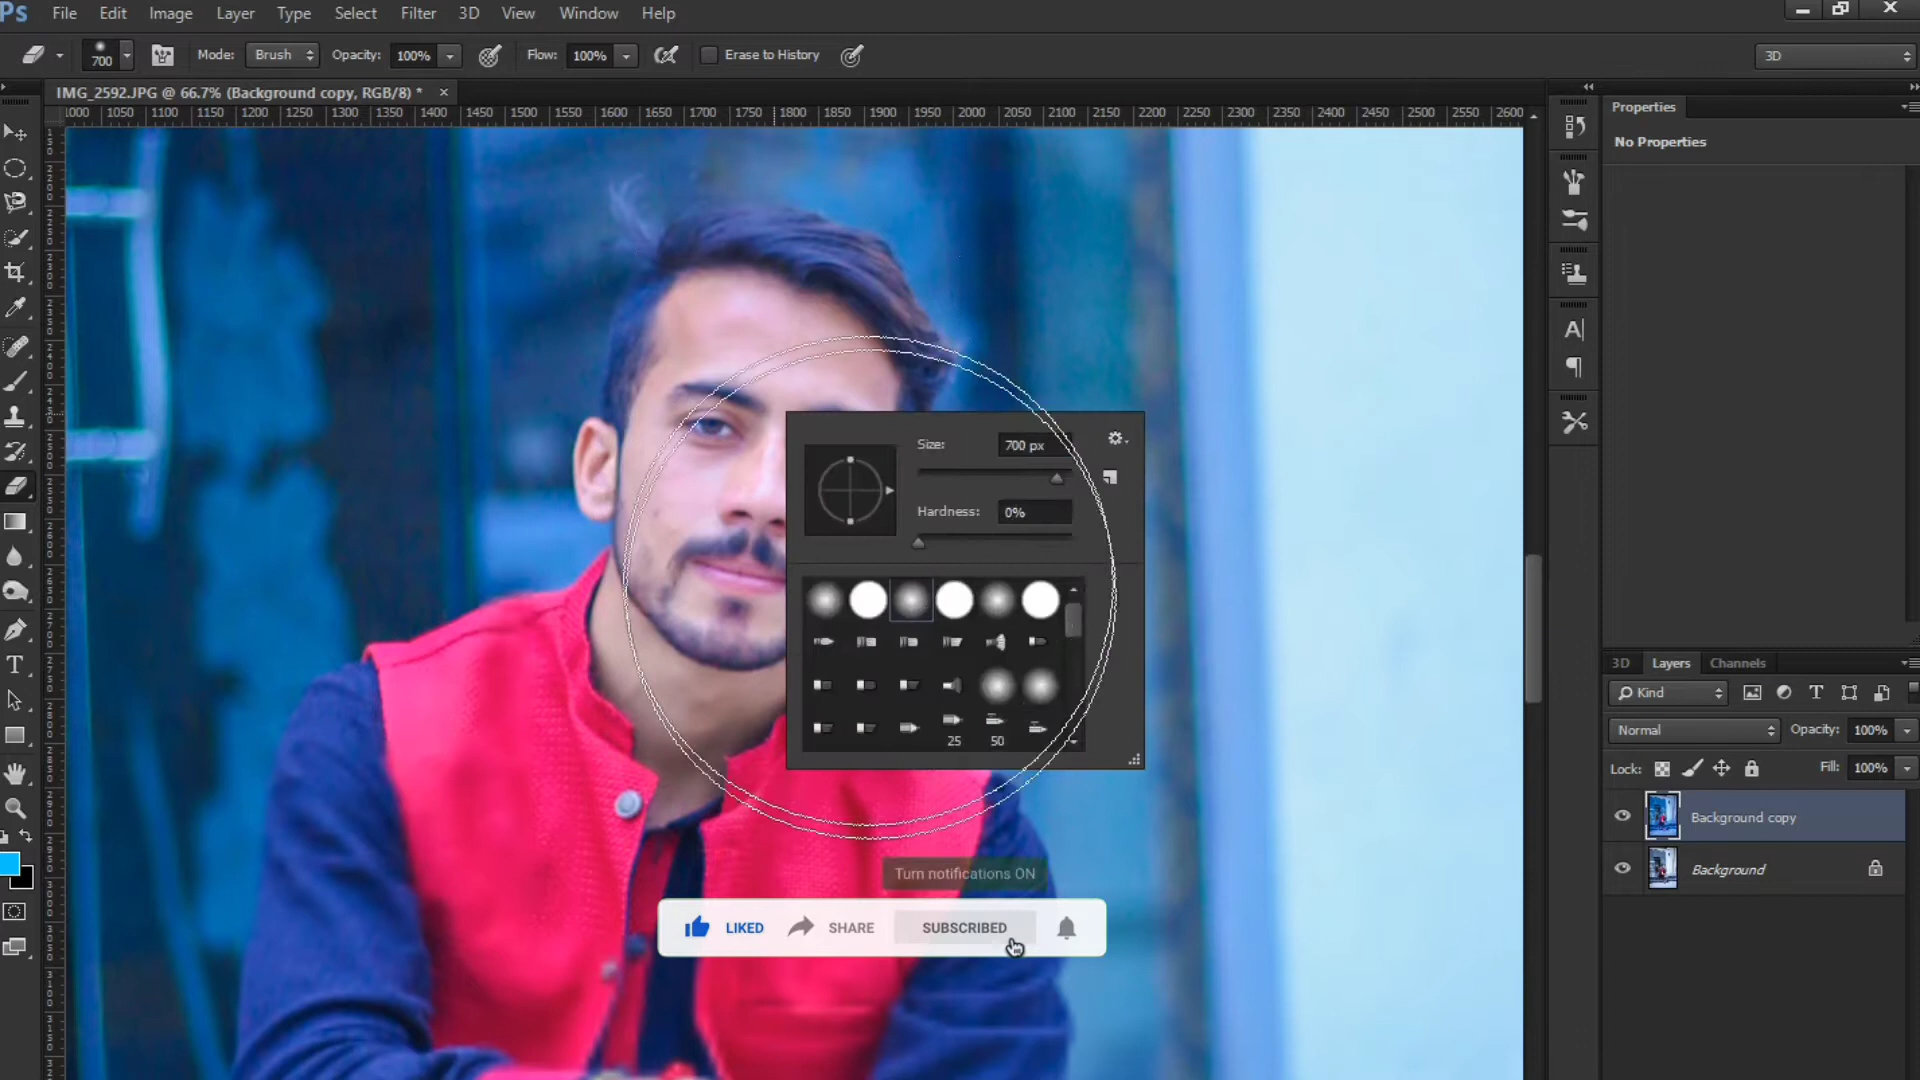 Ps File Edit Image Layer Type Select Filter 3D View Window Help
700 Mode: Brush Opacity: 100% Flow: 100% Erase to History 3D
IMG_2592.JPG @ 66.7% (Background copy, RGB/8) * ×
1000 1050 1100 1150 1200 1250 1300 1350 1400 1450 1500 1550 1600 1650 1700 1750 1800 1850 1900 1950 2000 2050 2100 2150 2200 2250 2300 2350 2400 2450 2500 2550 2600
Properties
No Properties
Size: 700 px
Hardness: 0%
25 50
3D Layers Channels
Kind
Normal Opacity: 100%
Lock: Fill: 100%
Background copy
Background
Turn notifications ON
LIKED SHARE SUBSCRIBED